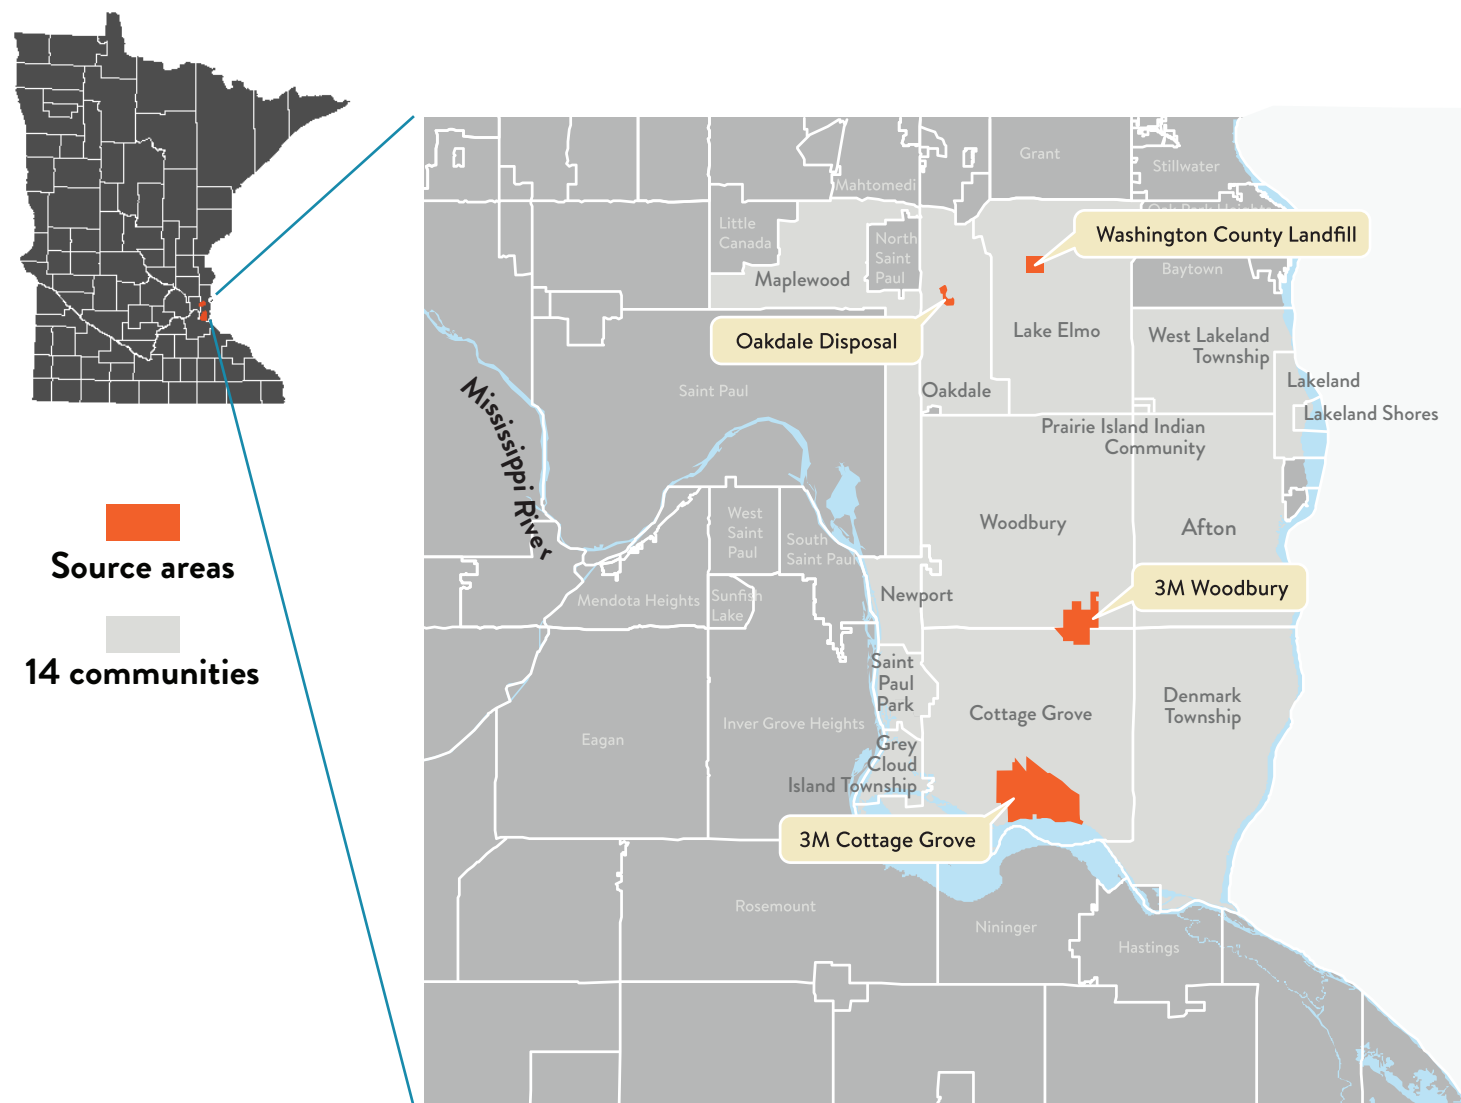 Source areas
14 communities
Mississippi River
Grant
Stillwater
Mahtomedi
Oak Park Heights
Washington County Landfill
Little
Canada
North
Saint
Paul
Maplewood
Baytown
Oakdale Disposal
Lake Elmo
West Lakeland
Township
Saint Paul
Oakdale
Lakeland
Lakeland Shores
Prairie Island Indian
Community
West
Saint
Paul
South
Saint Paul
Woodbury
Afton
3M Woodbury
Mendota Heights
Sunfish
Lake
Newport
Saint
Paul
Park
Cottage Grove
Denmark
Township
Eagan
Inver Grove Heights
Grey
Cloud
Island Township
3M Cottage Grove
Rosemount
Nininger
Hastings